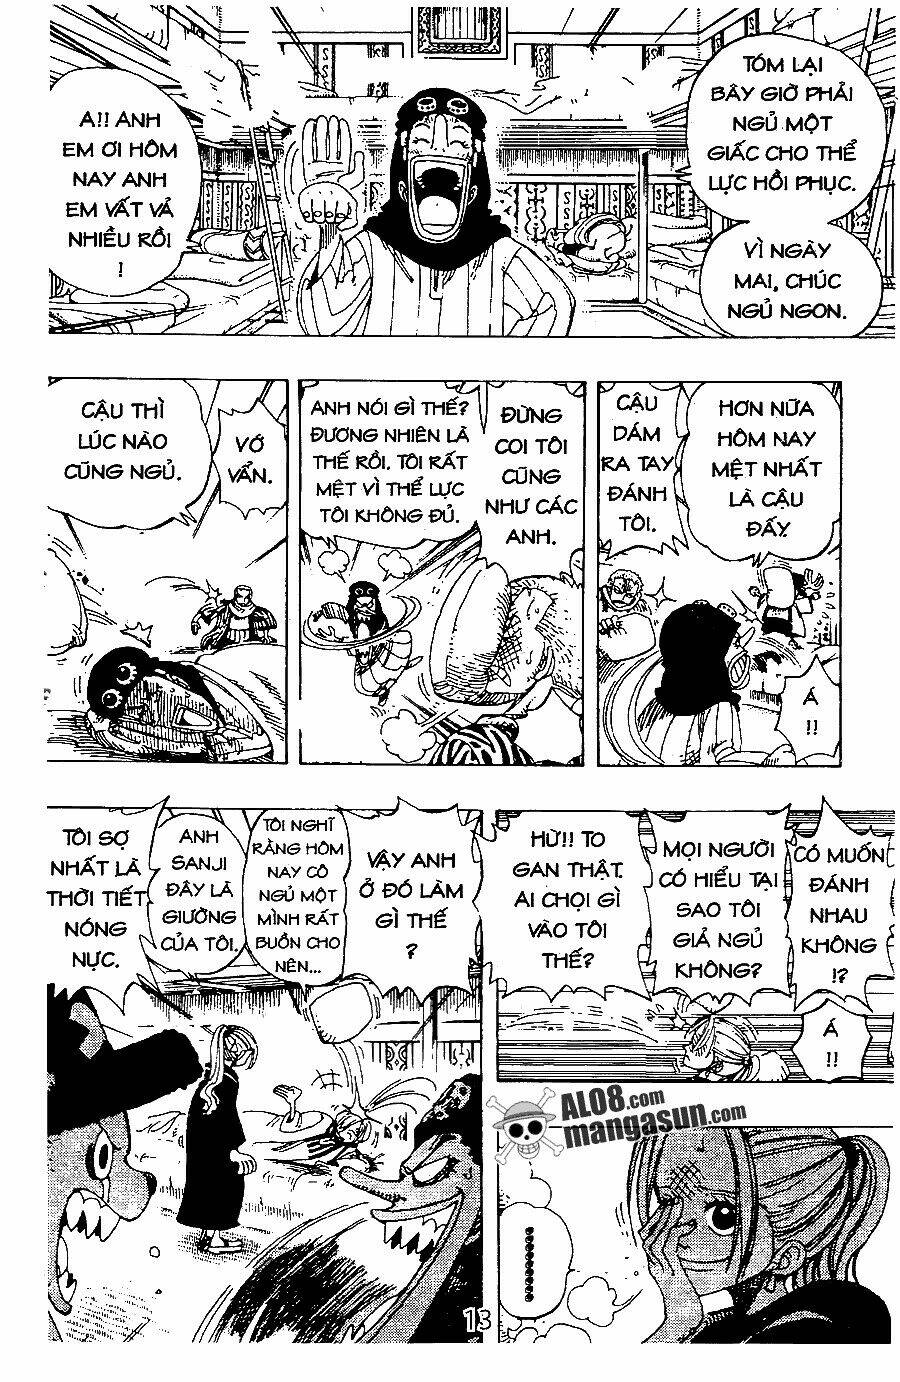 TÓM LẠI
BÂY GIỜ PHẢI
NGỦ MỘT
GIẤC CHO THỂ
LỰC HỒI PHỤC.
VÌ NGÀY
MAI, CHÚC
NGỦ NGON.
A!! ANH
EM ƠI HÔM
NAY ANH
EM VẤT VẢ
NHIỀU RỒI
!
HƠN NỮA
HÔM NAY
MỆT NHẤT
LÀ CẬU
ĐẤY.
CẬU
DÁM
RA TAY
ĐÁNH
TÔI.
Á
!!
ĐỪNG
COI TÔI
CŨNG
NHƯ CÁC
ANH.
ANH NÓI GÌ THẾ?
ĐƯƠNG NHIÊN LÀ
THẾ RỒI. TÔI RẤT
MỆT VÌ THỂ LỰC
TÔI KHÔNG ĐỦ.
VỚ
VẨN.
CẬU THÌ
LÚC NÀO
CŨNG NGỦ.
CÓ MUỐN
ĐÁNH
NHAU
KHÔNG
!?
Á
!!
MỌI NGƯỜI
CÓ HIỂU TẠI
SAO TÔI
GIẢ NGỦ
KHÔNG?
HỪ!! TO
GAN THẬT.
AI CHỌI GÌ
VÀO TÔI
THẾ?
VẬY ANH
Ở ĐÓ LÀM
GÌ THẾ
?
TÔI NGHĨ
RẰNG HÔM
NAY CÔ
NGỦ MỘT
MÌNH RẤT
BUỒN CHO
NÊN...
ANH
SANJI
ĐÂY LÀ
GIƯỜNG
CỦA TÔI.
TÔI SỢ
NHẤT LÀ
THỜI TIẾT
NÓNG
NỰC.
AL08.com
mangasun.com
.........
13